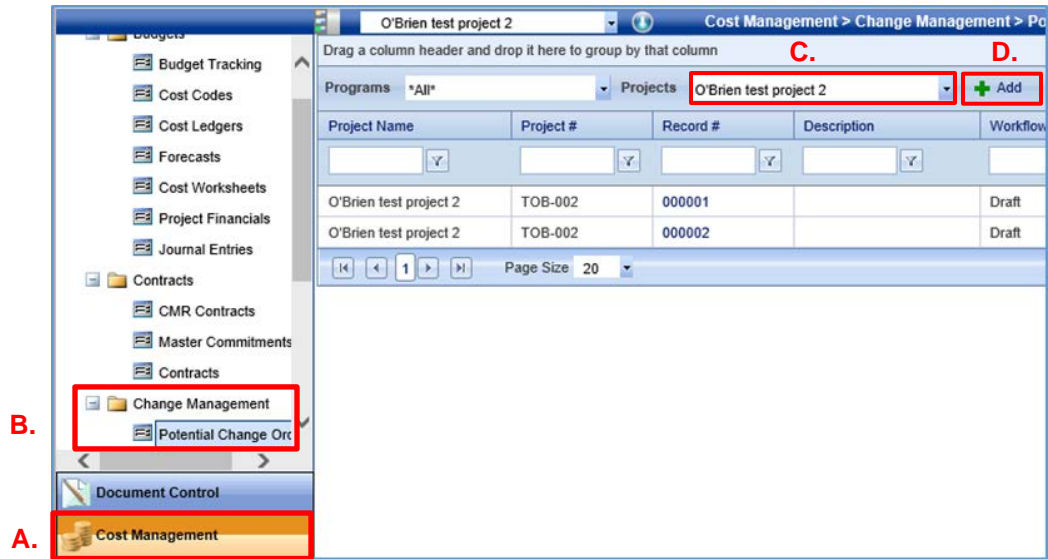 O'Brien test project 2
Cost Management > Change Management > Po
Budgets
Budget Tracking
Cost Codes
Cost Ledgers
Forecasts
Cost Worksheets
Project Financials
Journal Entries
Contracts
CMR Contracts
Master Commitments
Contracts
B.
Change Management
Potential Change Orc
Document Control
A.
Cost Management
Drag a column header and drop it here to group by that column
C.
D.
Programs *All* Projects O'Brien test project 2 Add
Project Name Project # Record # Description Workflow
O'Brien test project 2 TOB-002 000001 Draft
O'Brien test project 2 TOB-002 000002 Draft
1 Page Size 20